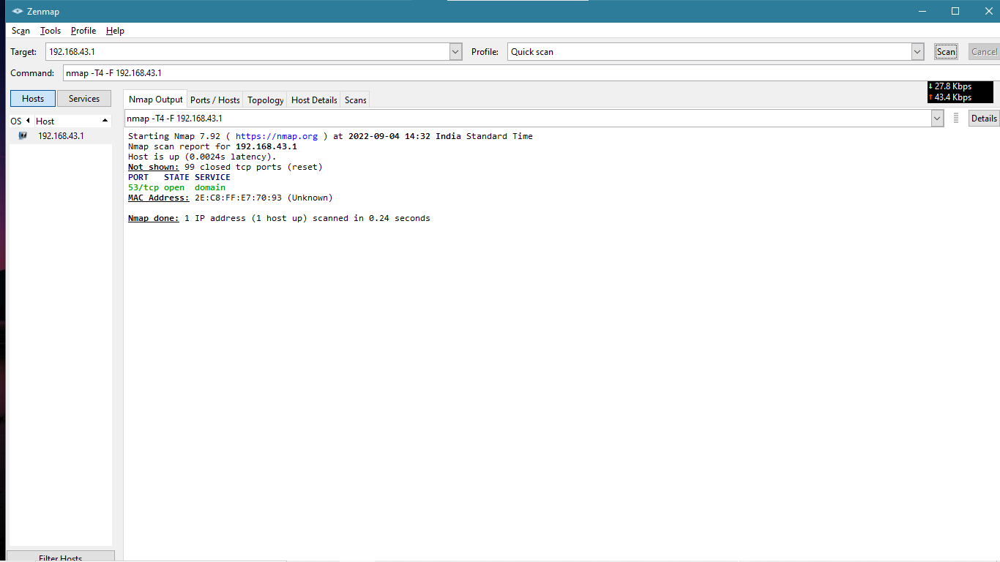 Zenmap
Scan Tools Profile Help
Target: 192.168.43.1 Profile: Quick scan Scan Cancel
Command: nmap -T4 -F 192.168.43.1
27.8 Kbps
43.4 Kbps
Hosts Services
Nmap Output Ports / Hosts Topology Host Details Scans
OS Host
192.168.43.1
nmap -T4 -F 192.168.43.1 Details
Starting Nmap 7.92 ( https://nmap.org ) at 2022-09-04 14:32 India Standard Time
Nmap scan report for 192.168.43.1
Host is up (0.0024s latency).
Not shown: 99 closed tcp ports (reset)
PORT STATE SERVICE
53/tcp open domain
MAC Address: 2E:C8:FF:E7:70:93 (Unknown)
Nmap done: 1 IP address (1 host up) scanned in 0.24 seconds
Filter Hosts